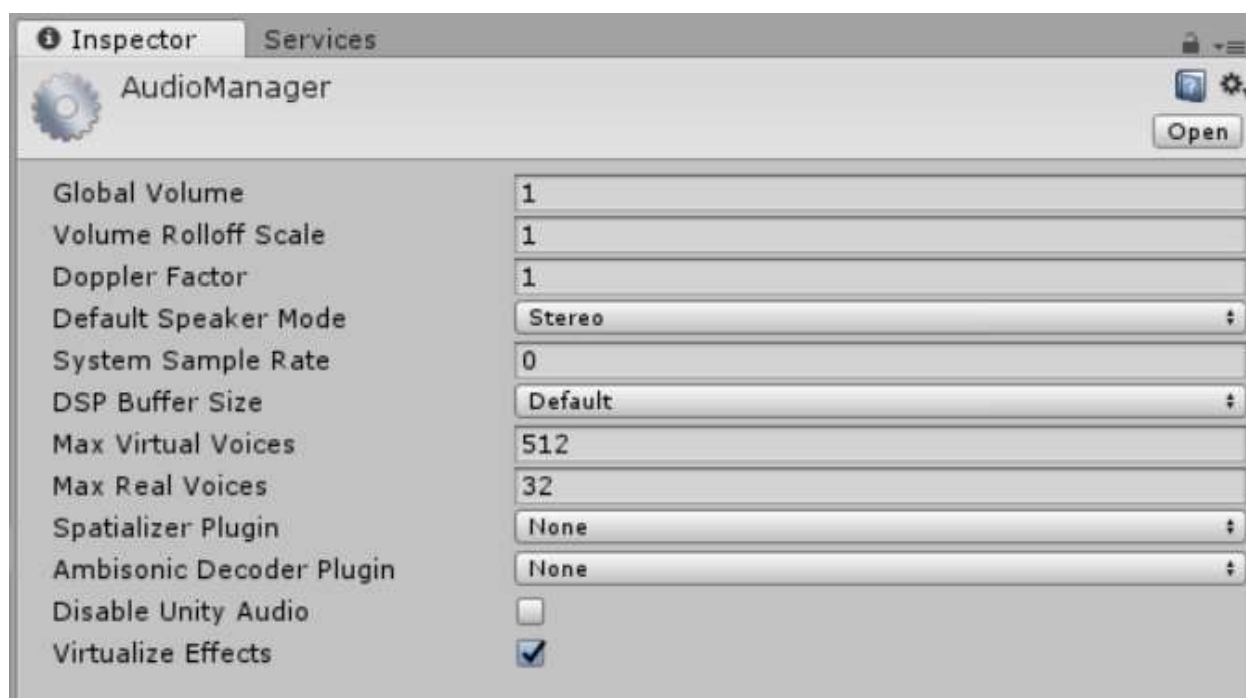 Inspector Services
AudioManager
Open
Global Volume 1
Volume Rolloff Scale 1
Doppler Factor 1
Default Speaker Mode Stereo
System Sample Rate 0
DSP Buffer Size Default
Max Virtual Voices 512
Max Real Voices 32
Spatializer Plugin None
Ambisonic Decoder Plugin None
Disable Unity Audio
Virtualize Effects